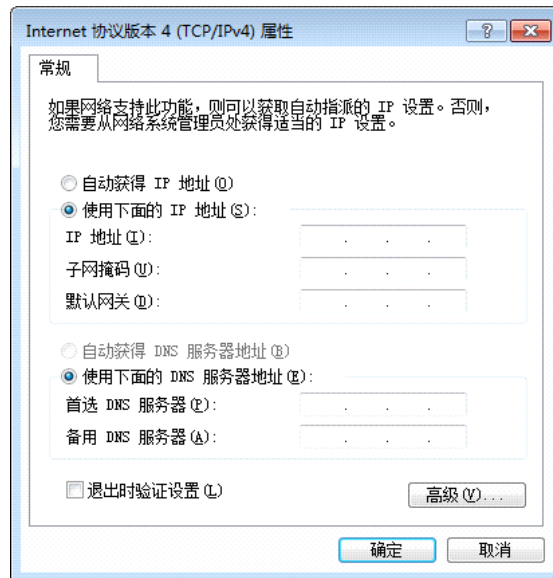 Internet 协议版本 4 (TCP/IPv4) 属性
常规
如果网络支持此功能，则可以获取自动指派的 IP 设置。否则，
您需要从网络系统管理员处获得适当的 IP 设置。
自动获得 IP 地址(O)
使用下面的 IP 地址(S):
IP 地址(I):
子网掩码(U):
默认网关(D):
自动获得 DNS 服务器地址(B)
使用下面的 DNS 服务器地址(E):
首选 DNS 服务器(P):
备用 DNS 服务器(A):
退出时验证设置(L)
高级(V)...
确定
取消